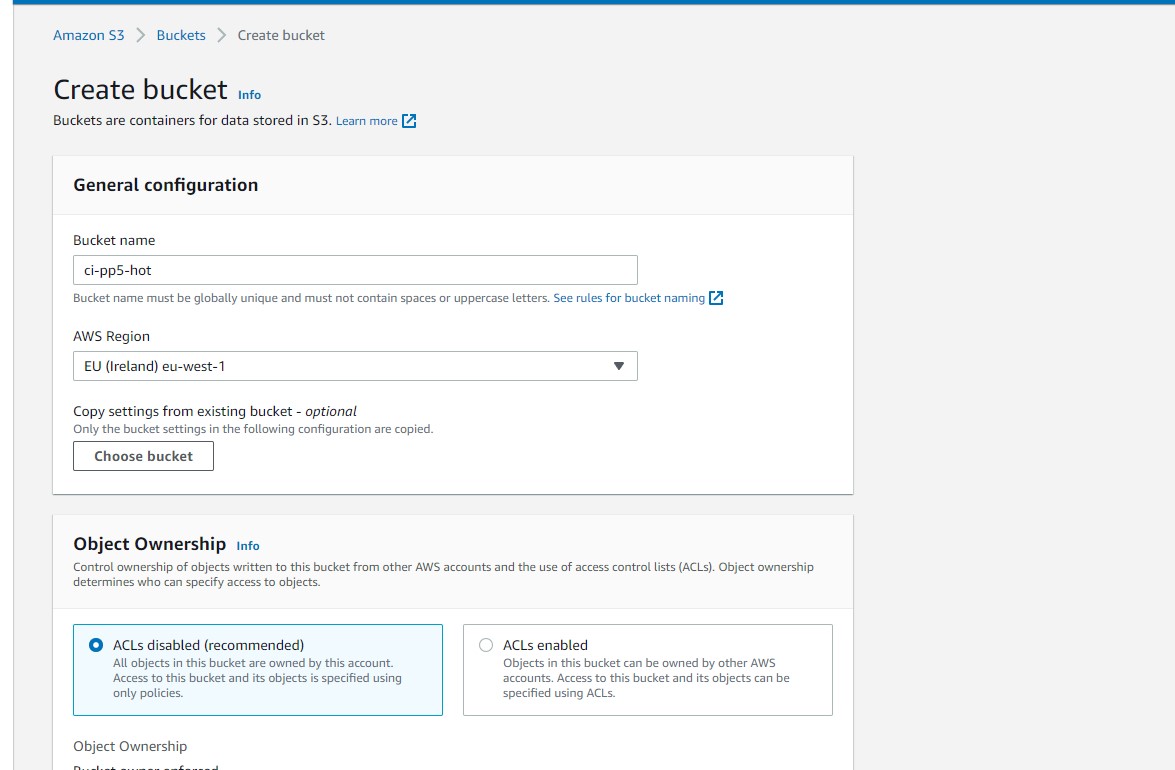 Amazon S3 > Buckets > Create bucket
Create bucket Info
Buckets are containers for data stored in S3. Learn more
General configuration
Bucket name
ci-pp5-hot
Bucket name must be globally unique and must not contain spaces or uppercase letters. See rules for bucket naming
AWS Region
EU (Ireland) eu-west-1
Copy settings from existing bucket - optional
Only the bucket settings in the following configuration are copied.
Choose bucket
Object Ownership Info
Control ownership of objects written to this bucket from other AWS accounts and the use of access control lists (ACLs). Object ownership
determines who can specify access to objects.
ACLs disabled (recommended)
All objects in this bucket are owned by this account.
Access to this bucket and its objects is specified using
only policies.
ACLs enabled
Objects in this bucket can be owned by other AWS
accounts. Access to this bucket and its objects can be
specified using ACLs.
Object Ownership
Bucket owner enforced